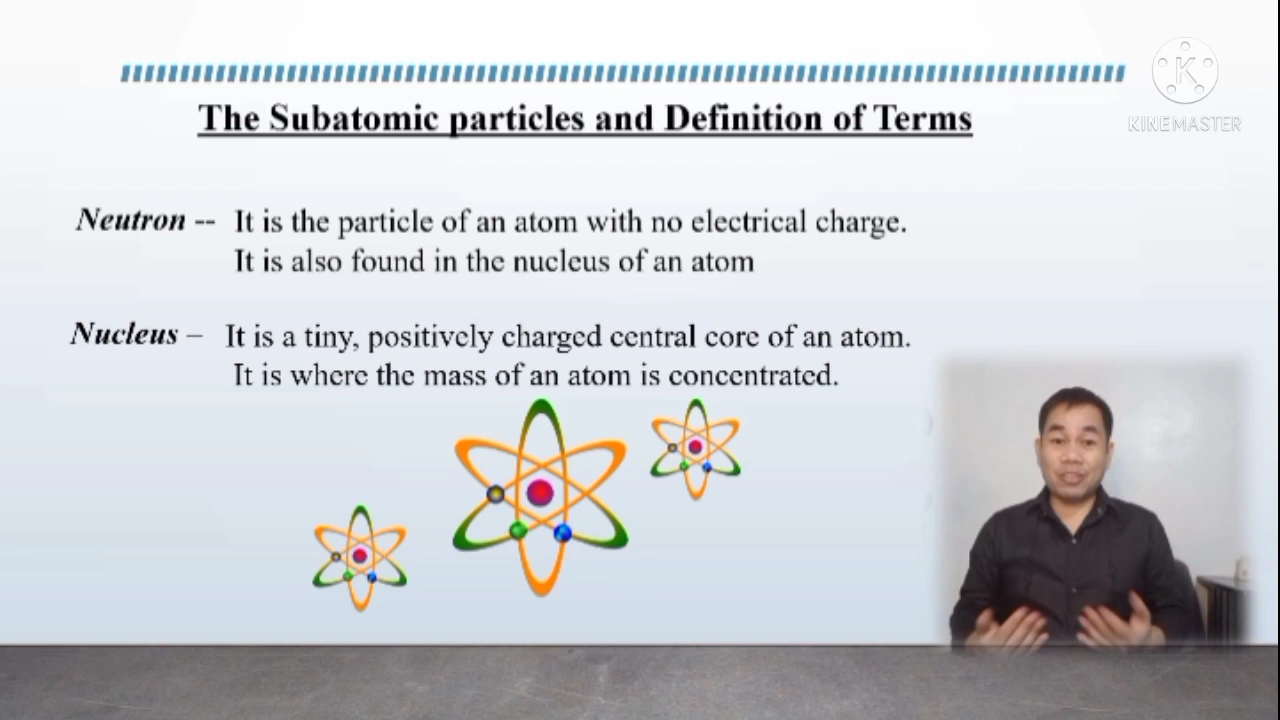 The Subatomic particles and Definition of Terms
Neutron -- It is the particle of an atom with no electrical charge.
It is also found in the nucleus of an atom
Nucleus – It is a tiny, positively charged central core of an atom.
It is where the mass of an atom is concentrated.
K
KINEMASTER